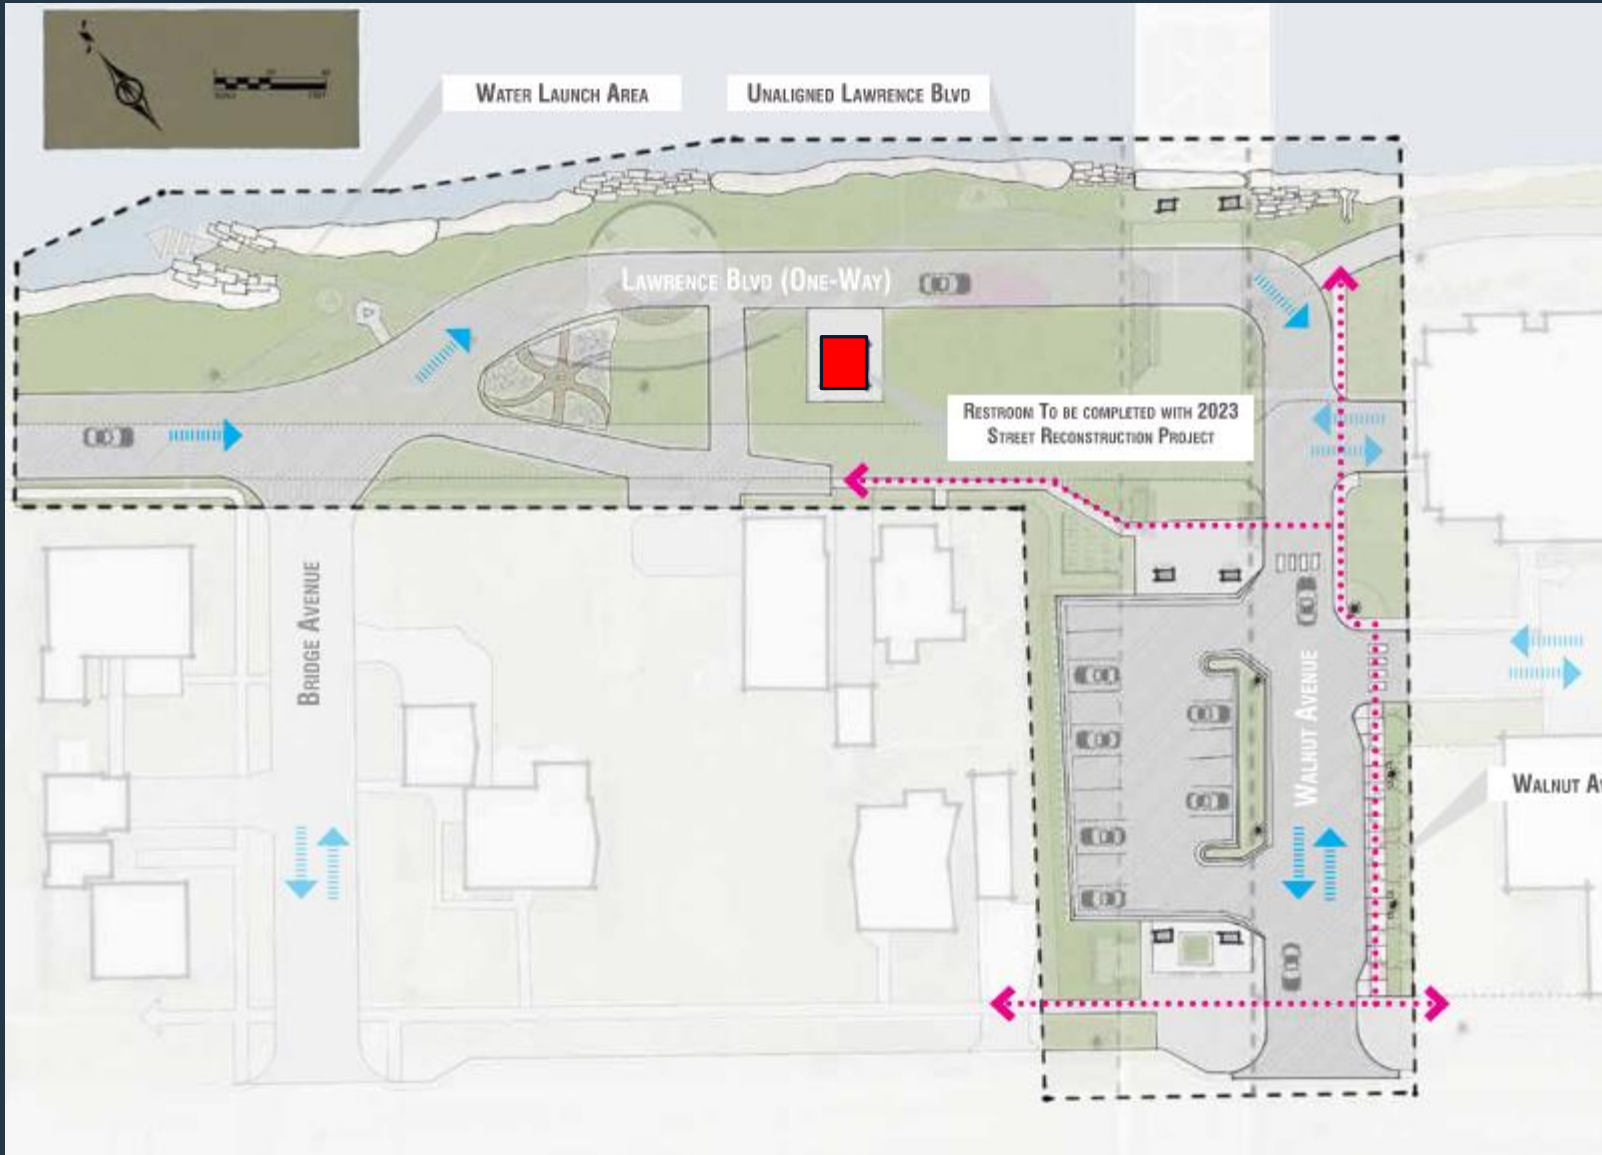 WATER LAUNCH AREA
UNALIGNED LAWRENCE BLVD
LAWRENCE BLVD (ONE-WAY)
RESTROOM TO BE COMPLETED WITH 2023
STREET RECONSTRUCTION PROJECT
BRIDGE AVENUE
WALNUT AVENUE
WALNUT